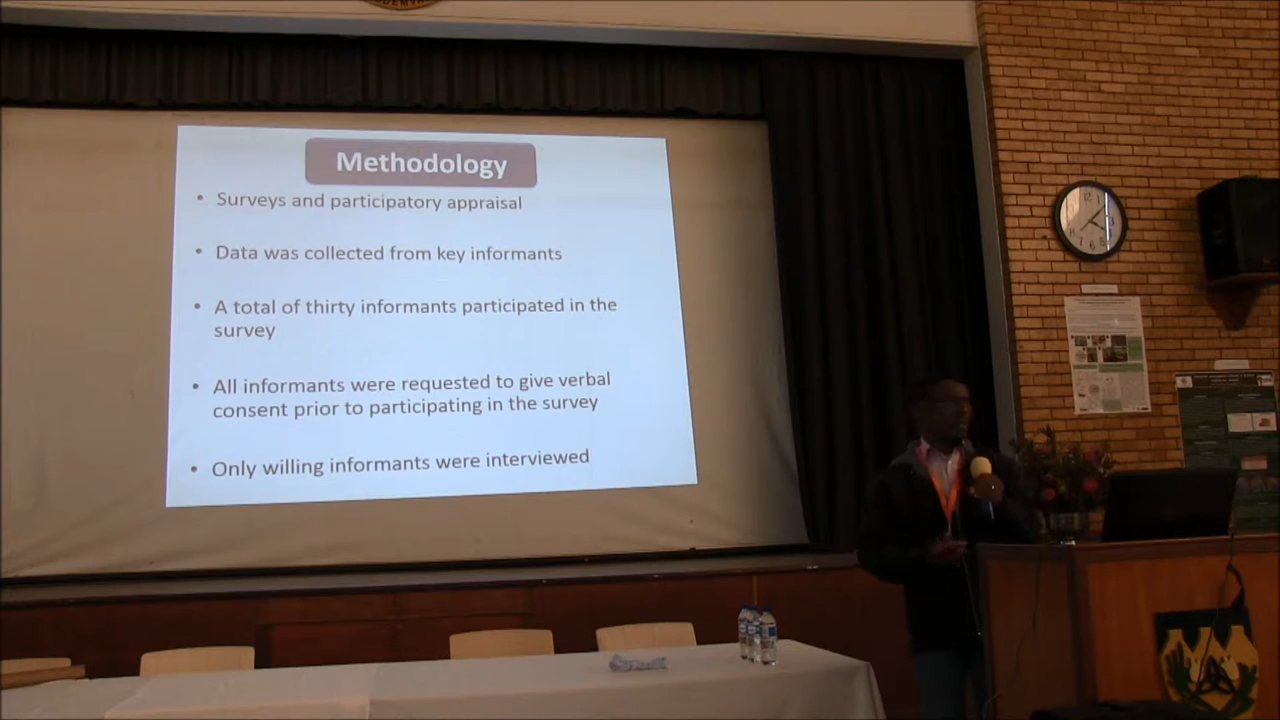 Methodology
• Surveys and participatory appraisal
• Data was collected from key informants
• A total of thirty informants participated in the
survey
• All informants were requested to give verbal
consent prior to participating in the survey
• Only willing informants were interviewed